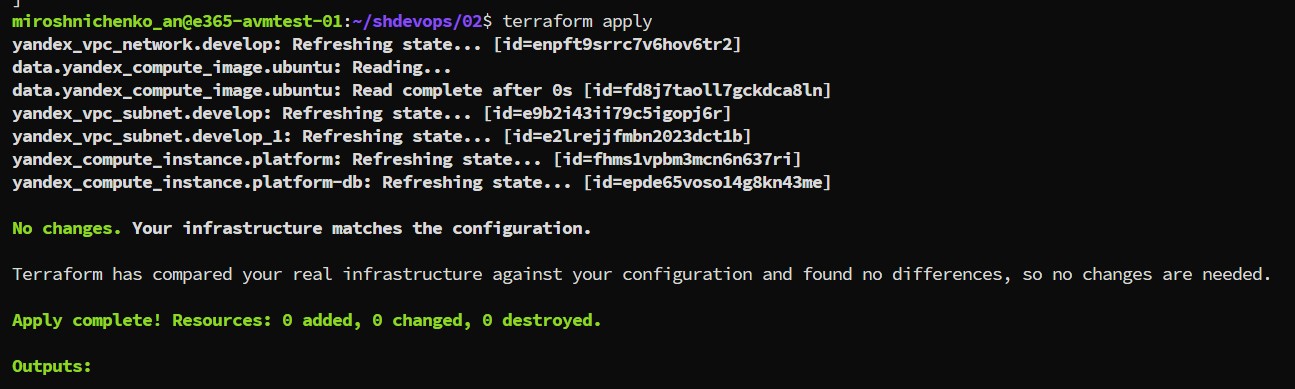 ]
miroshnichenko_an@e365-avmtest-01:~/shdevops/02$ terraform apply
yandex_vpc_network.develop: Refreshing state... [id=enpft9srrc7v6hov6tr2]
data.yandex_compute_image.ubuntu: Reading...
data.yandex_compute_image.ubuntu: Read complete after 0s [id=fd8j7taoll7gckdca8ln]
yandex_vpc_subnet.develop: Refreshing state... [id=e9b2i43ii79c5igopj6r]
yandex_vpc_subnet.develop_1: Refreshing state... [id=e2lrejjfmbn2023dct1b]
yandex_compute_instance.platform: Refreshing state... [id=fhms1vpbm3mcn6n637ri]
yandex_compute_instance.platform-db: Refreshing state... [id=epde65voso14g8kn43me]
No changes. Your infrastructure matches the configuration.
Terraform has compared your real infrastructure against your configuration and found no differences, so no changes are needed.
Apply complete! Resources: 0 added, 0 changed, 0 destroyed.
Outputs: